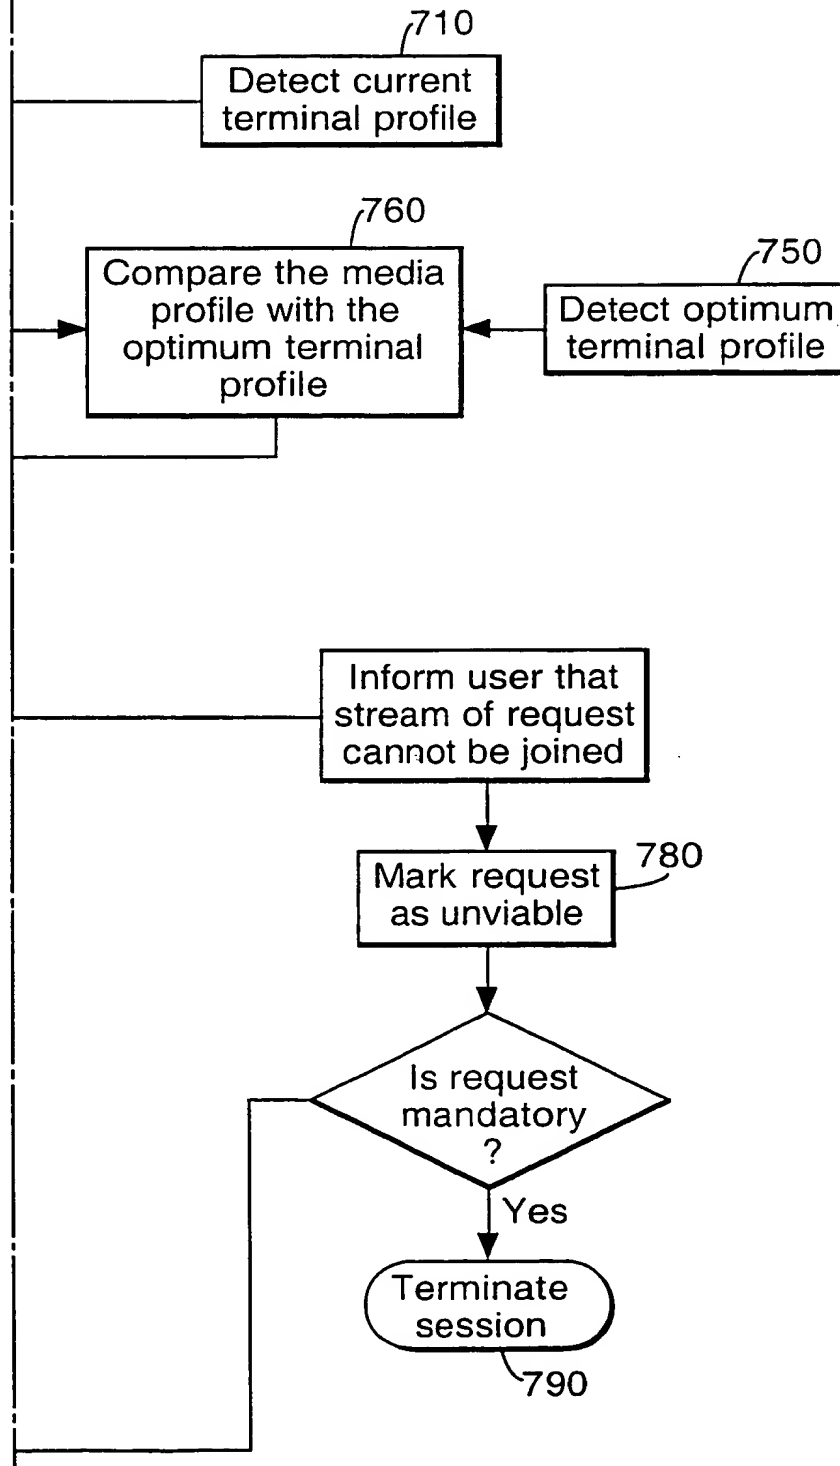 710
Detect current
terminal profile
760
Compare the media
profile with the
optimum terminal
profile
750
Detect optimum
terminal profile
Inform user that
stream of request
cannot be joined
780
Mark request
as unviable
Is request
mandatory
?
Yes
Terminate
session
790